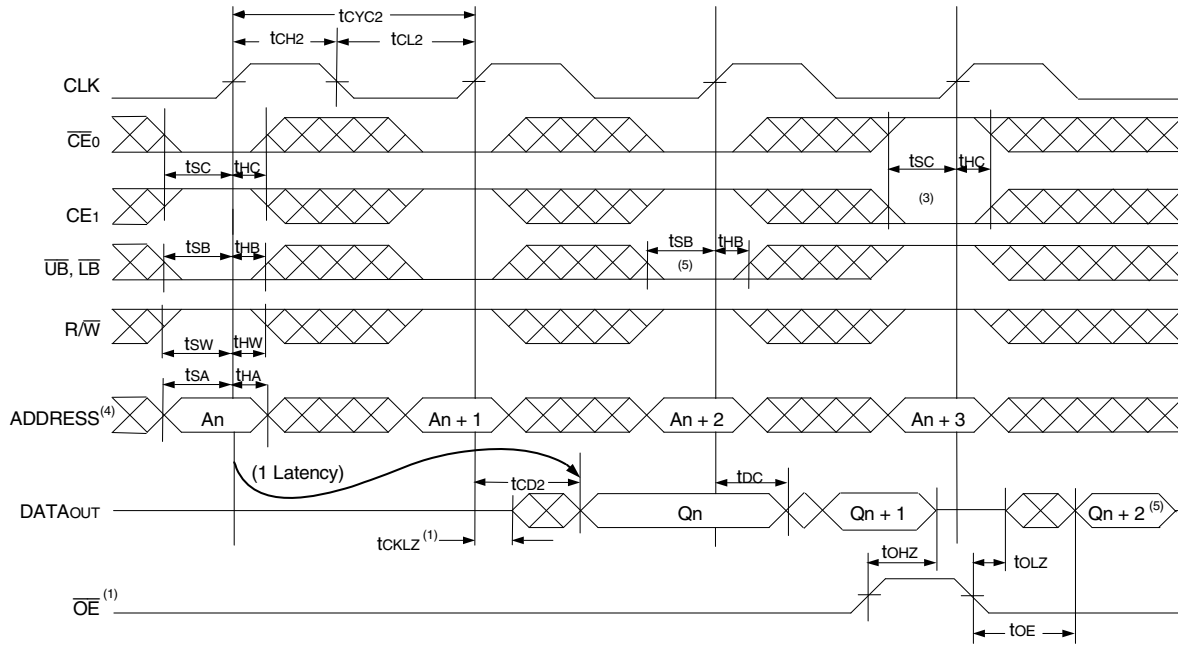 tCYC2
tCH2 tCL2
CLK
CE0
tSC tHC tSC tHC
CE1 (3)
tSB tHB tSB tHB
UB, LB (5)
R/W
tSW tHW
tSA tHA
ADDRESS(4) An An + 1 An + 2 An + 3
(1 Latency) tCD2 tDC
DATAOUT Qn Qn + 1 Qn + 2 (5)
tCKLZ (1)
tOHZ tOLZ
OE (1)
tOE